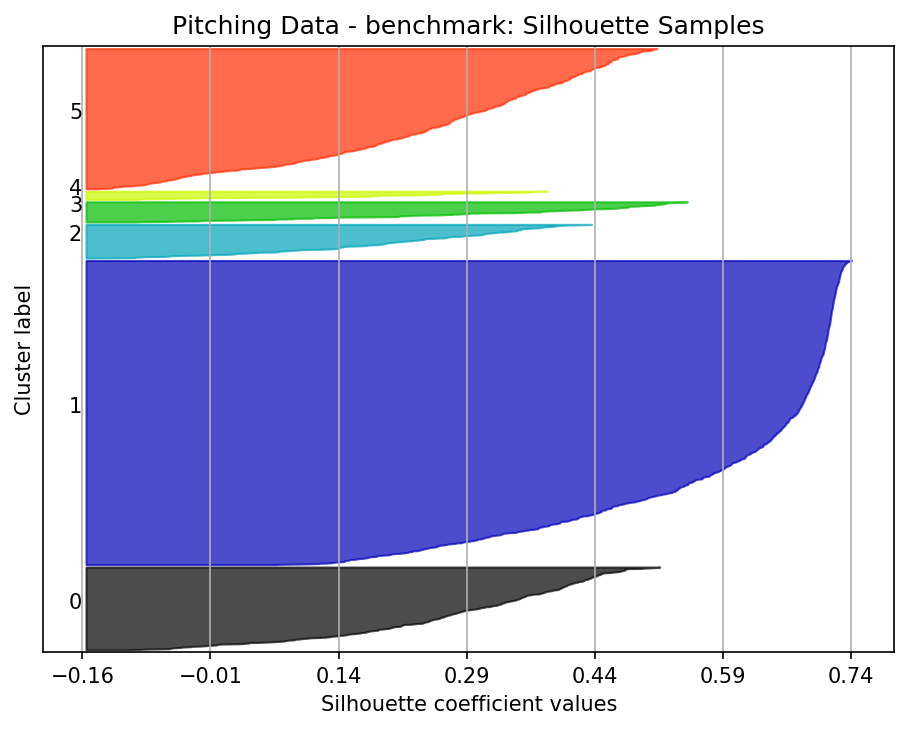 Pitching Data - benchmark: Silhouette Samples
5
4
3
2
1
0
Cluster label
−0.16 −0.01 0.14 0.29 0.44 0.59 0.74
Silhouette coefficient values